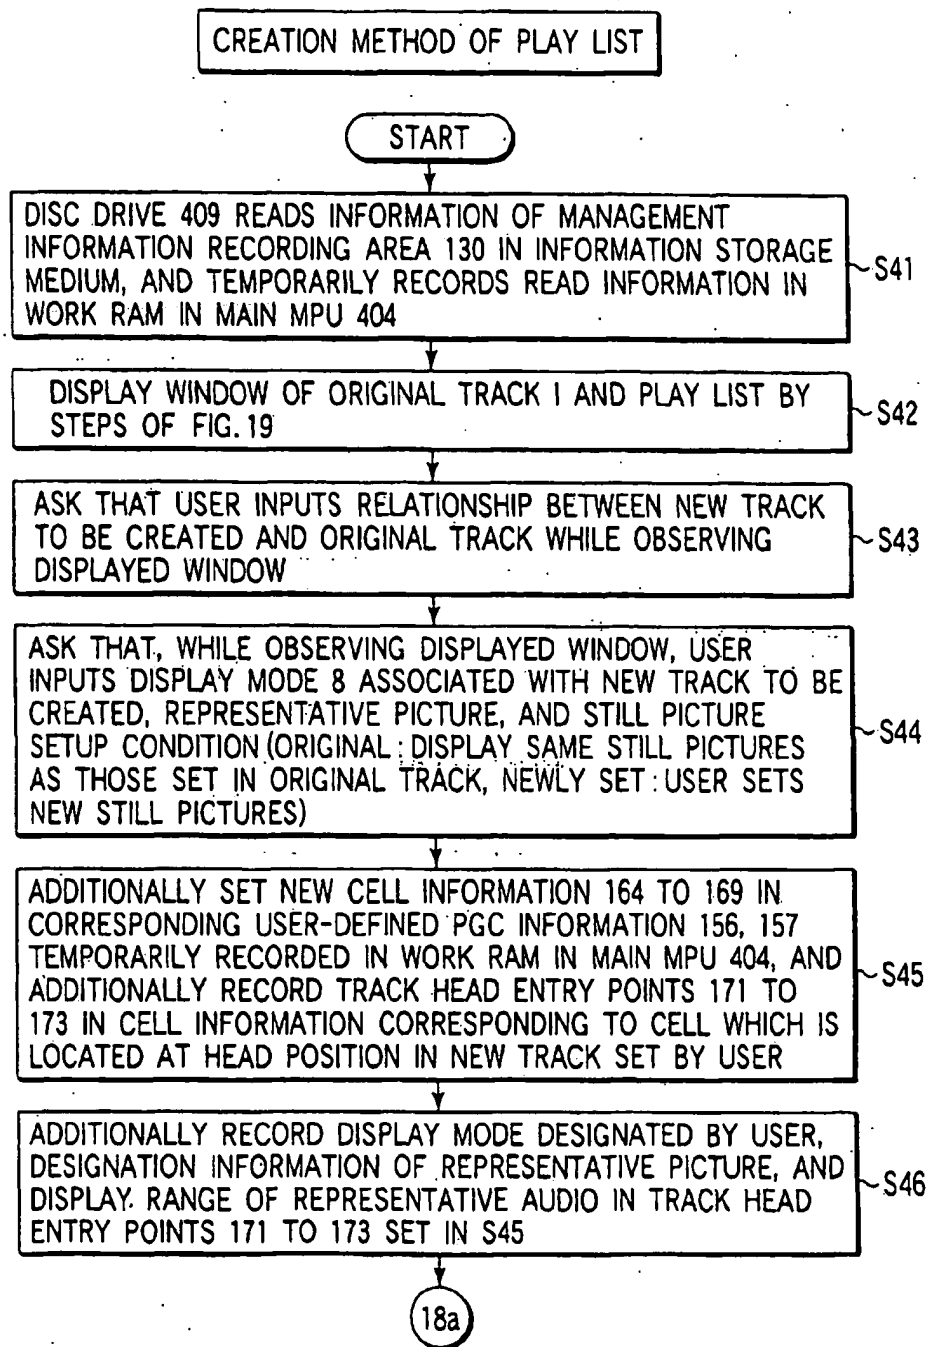 CREATION METHOD OF PLAY LIST
START
DISC DRIVE 409 READS INFORMATION OF MANAGEMENT
INFORMATION RECORDING AREA 130 IN INFORMATION STORAGE
MEDIUM, AND TEMPORARILY RECORDS READ INFORMATION IN
WORK RAM IN MAIN MPU 404
S41
DISPLAY WINDOW OF ORIGINAL TRACK I AND PLAY LIST BY
STEPS OF FIG.19
S42
ASK THAT USER INPUTS RELATIONSHIP BETWEEN NEW TRACK
TO BE CREATED AND ORIGINAL TRACK WHILE OBSERVING
DISPLAYED WINDOW
S43
ASK THAT, WHILE OBSERVING DISPLAYED WINDOW, USER
INPUTS DISPLAY MODE 8 ASSOCIATED WITH NEW TRACK TO BE
CREATED, REPRESENTATIVE PICTURE, AND STILL PICTURE
SETUP CONDITION (ORIGINAL : DISPLAY SAME STILL PICTURES
AS THOSE SET IN ORIGINAL TRACK, NEWLY SET : USER SETS
NEW STILL PICTURES)
S44
ADDITIONALLY SET NEW CELL INFORMATION 164 TO 169 IN
CORRESPONDING USER-DEFINED PGC INFORMATION 156, 157
TEMPORARILY RECORDED IN WORK RAM IN MAIN MPU 404, AND
ADDITIONALLY RECORD TRACK HEAD ENTRY POINTS 171 TO
173 IN CELL INFORMATION CORRESPONDING TO CELL WHICH IS
LOCATED AT HEAD POSITION IN NEW TRACK SET BY USER
S45
ADDITIONALLY RECORD DISPLAY MODE DESIGNATED BY USER,
DESIGNATION INFORMATION OF REPRESENTATIVE PICTURE, AND
DISPLAY RANGE OF REPRESENTATIVE AUDIO IN TRACK HEAD
ENTRY POINTS 171 TO 173 SET IN S45
S46
18a